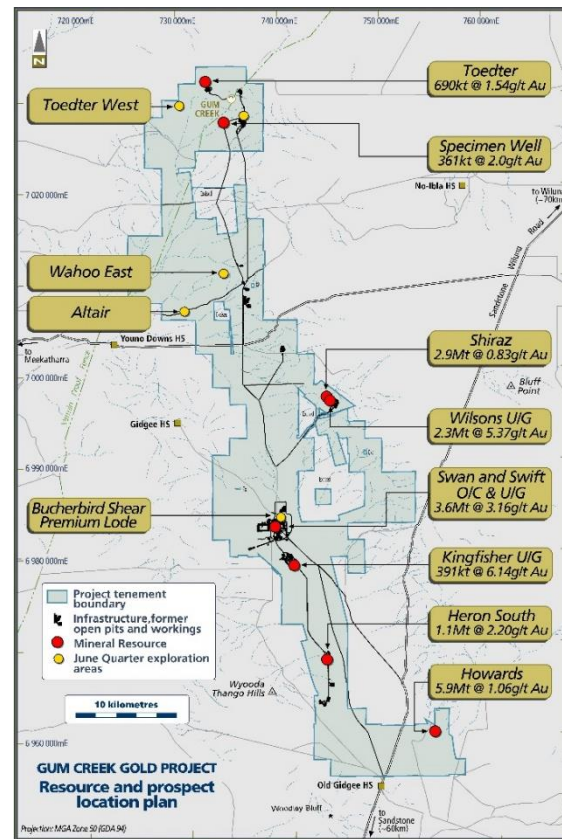 720 000mE
730 000mE
740 000mE
750 000mE
760 000mE
N
Toedter
690kt @ 1.54g/t Au
Toedter West
GUM
CREEK
Specimen Well
361kt @ 2.0g/t Au
No-Ibla HS
to Wiluna
(~70km)
7 020 000mE
Sandstone Wiluna Road
Wahoo East
Altair
Youno Downs HS
to
Meekatharra
Shiraz
2.9Mt @ 0.83g/t Au
Bluff
Point
7 000 000mE
Gidgee HS
Wilsons U/G
2.3Mt @ 5.37g/t Au
6 990 000mE
Swan and Swift
O/C & U/G
3.6Mt @ 3.16g/t Au
Bucherbird Shear
Premium Lode
6 980 000mE
Kingfisher U/G
391kt @ 6.14g/t Au
Project tenement
boundary
Infrastructure,former
open pits and workings
Mineral Resource
June Quarter exploration
areas
Heron South
1.1Mt @ 2.20g/t Au
Wyooda
Thango Hills
Howards
5.9Mt @ 1.06g/t Au
10 kilometres
6 960 000mE
GUM CREEK GOLD PROJECT
Resource and prospect
location plan
Old Gidgee HS
Woodley Bluff
to
Sandstone
(~60km)
Projection: MGA Zone 50 (GDA 94)